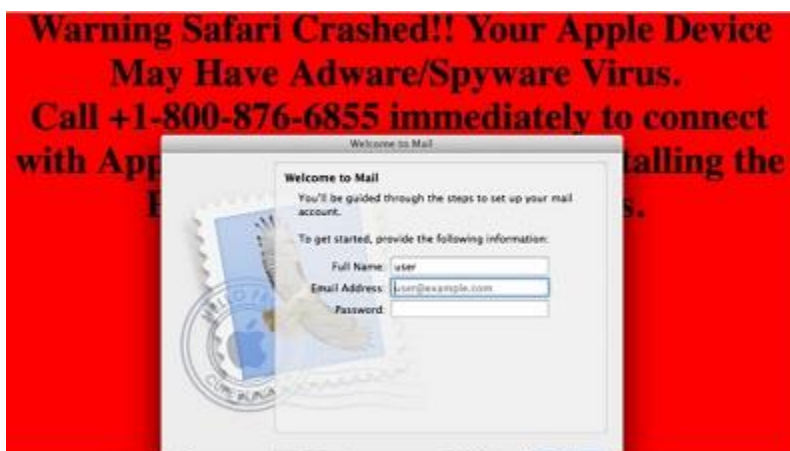 Warning Safari Crashed!! Your Apple Device
May Have Adware/Spyware Virus.
Call +1-800-876-6855 immediately to connect
with App talling the
s.
Welcome to Mail
Welcome to Mail
You'll be guided through the steps to set up your mail
account.
To get started, provide the following information:
Full Name: user
Email Address: user@example.com
Password: